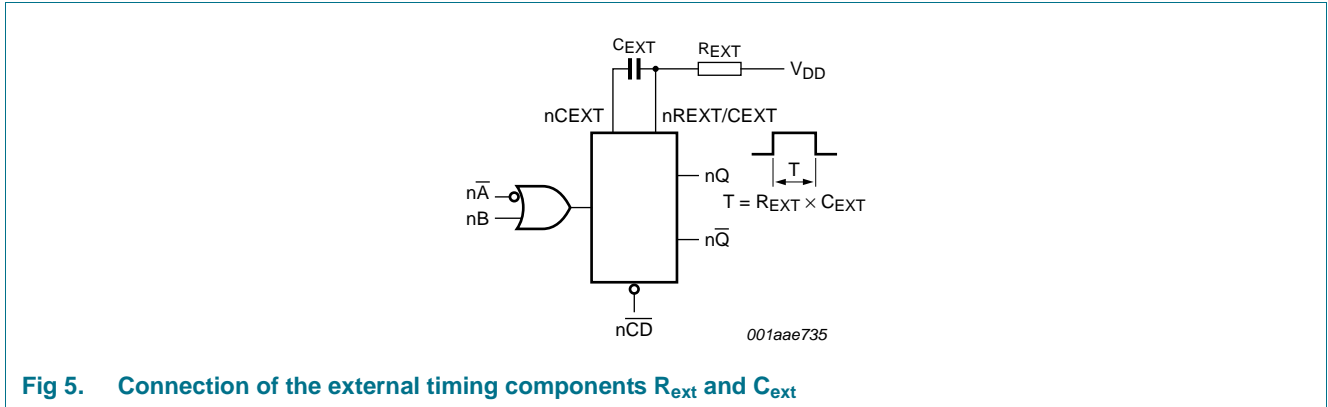 CEXT REXT
VDD
nCEXT nREXT/CEXT
nA̅
nB
nQ
nQ̅
T
T = REXT × CEXT
nC̅D̅
001aae735
Fig 5. Connection of the external timing components Rext and Cext